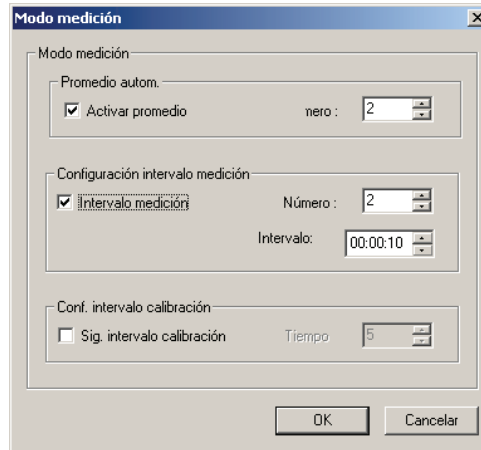 Modo medición
Modo medición
Promedio autom.
Activar promedio nero : 2
Configuración intervalo medición
Intervalo medición Número : 2
Intervalo: 00:00:10
Conf. intervalo calibración
Sig. intervalo calibración Tiempo 5
OK Cancelar